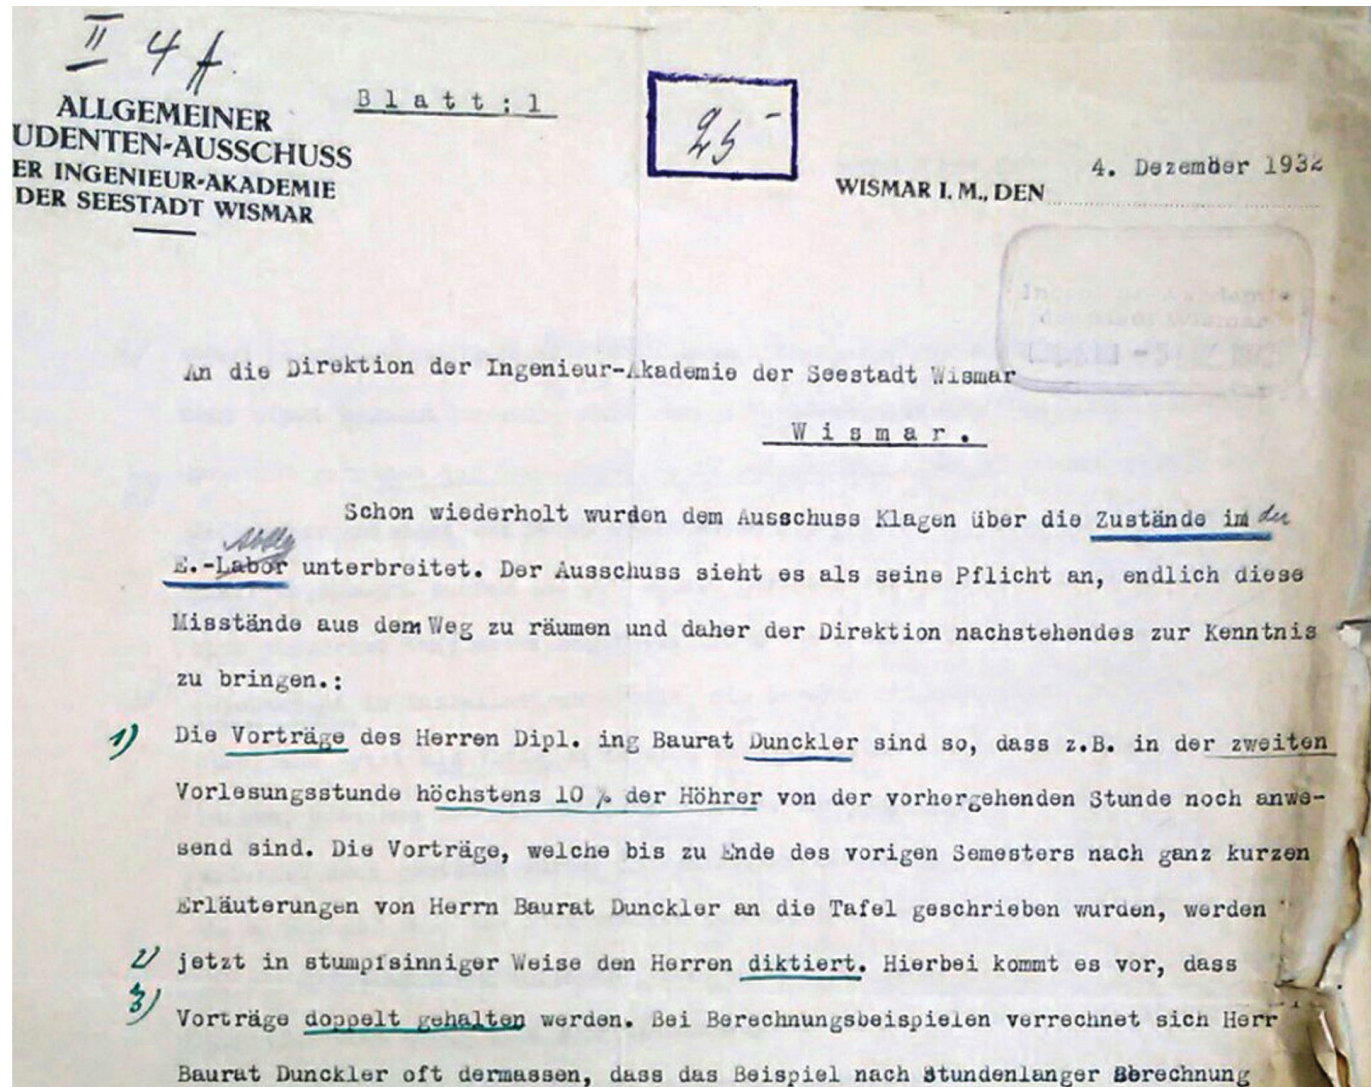 II 4 A.
Blatt: 1
25 -
ALLGEMEINER
UDENTEN-AUSSCHUSS
ER INGENIEUR-AKADEMIE
DER SEESTADT WISMAR
4. Dezember 1932
WISMAR I. M., DEN
An die Direktion der Ingenieur-Akademie der Seestadt Wismar
Wismar.
Schon wiederholt wurden dem Ausschuss Klagen über die Zustände im der
E.-Labor unterbreitet. Der Ausschuss sieht es als seine Pflicht an, endlich diese
Misstände aus dem Weg zu räumen und daher der Direktion nachstehendes zur Kenntnis
zu bringen.:
1) Die Vorträge des Herren Dipl. ing Baurat Dunckler sind so, dass z.B. in der zweiten
Vorlesungsstunde höchstens 10 % der Höhrer von der vorhergehenden Stunde noch anwe-
send sind. Die Vorträge, welche bis zu Ende des vorigen Semesters nach ganz kurzen
Erläuterungen von Herrn Baurat Dunckler an die Tafel geschrieben wurden, werden
2) jetzt in stumpfsinniger Weise den Herren diktiert. Hierbei kommt es vor, dass
3) Vorträge doppelt gehalten werden. Bei Berechnungsbeispielen verrechnet sich Herr
Baurat Dunckler oft dermassen, dass das Beispiel nach stundenlanger Berechnung